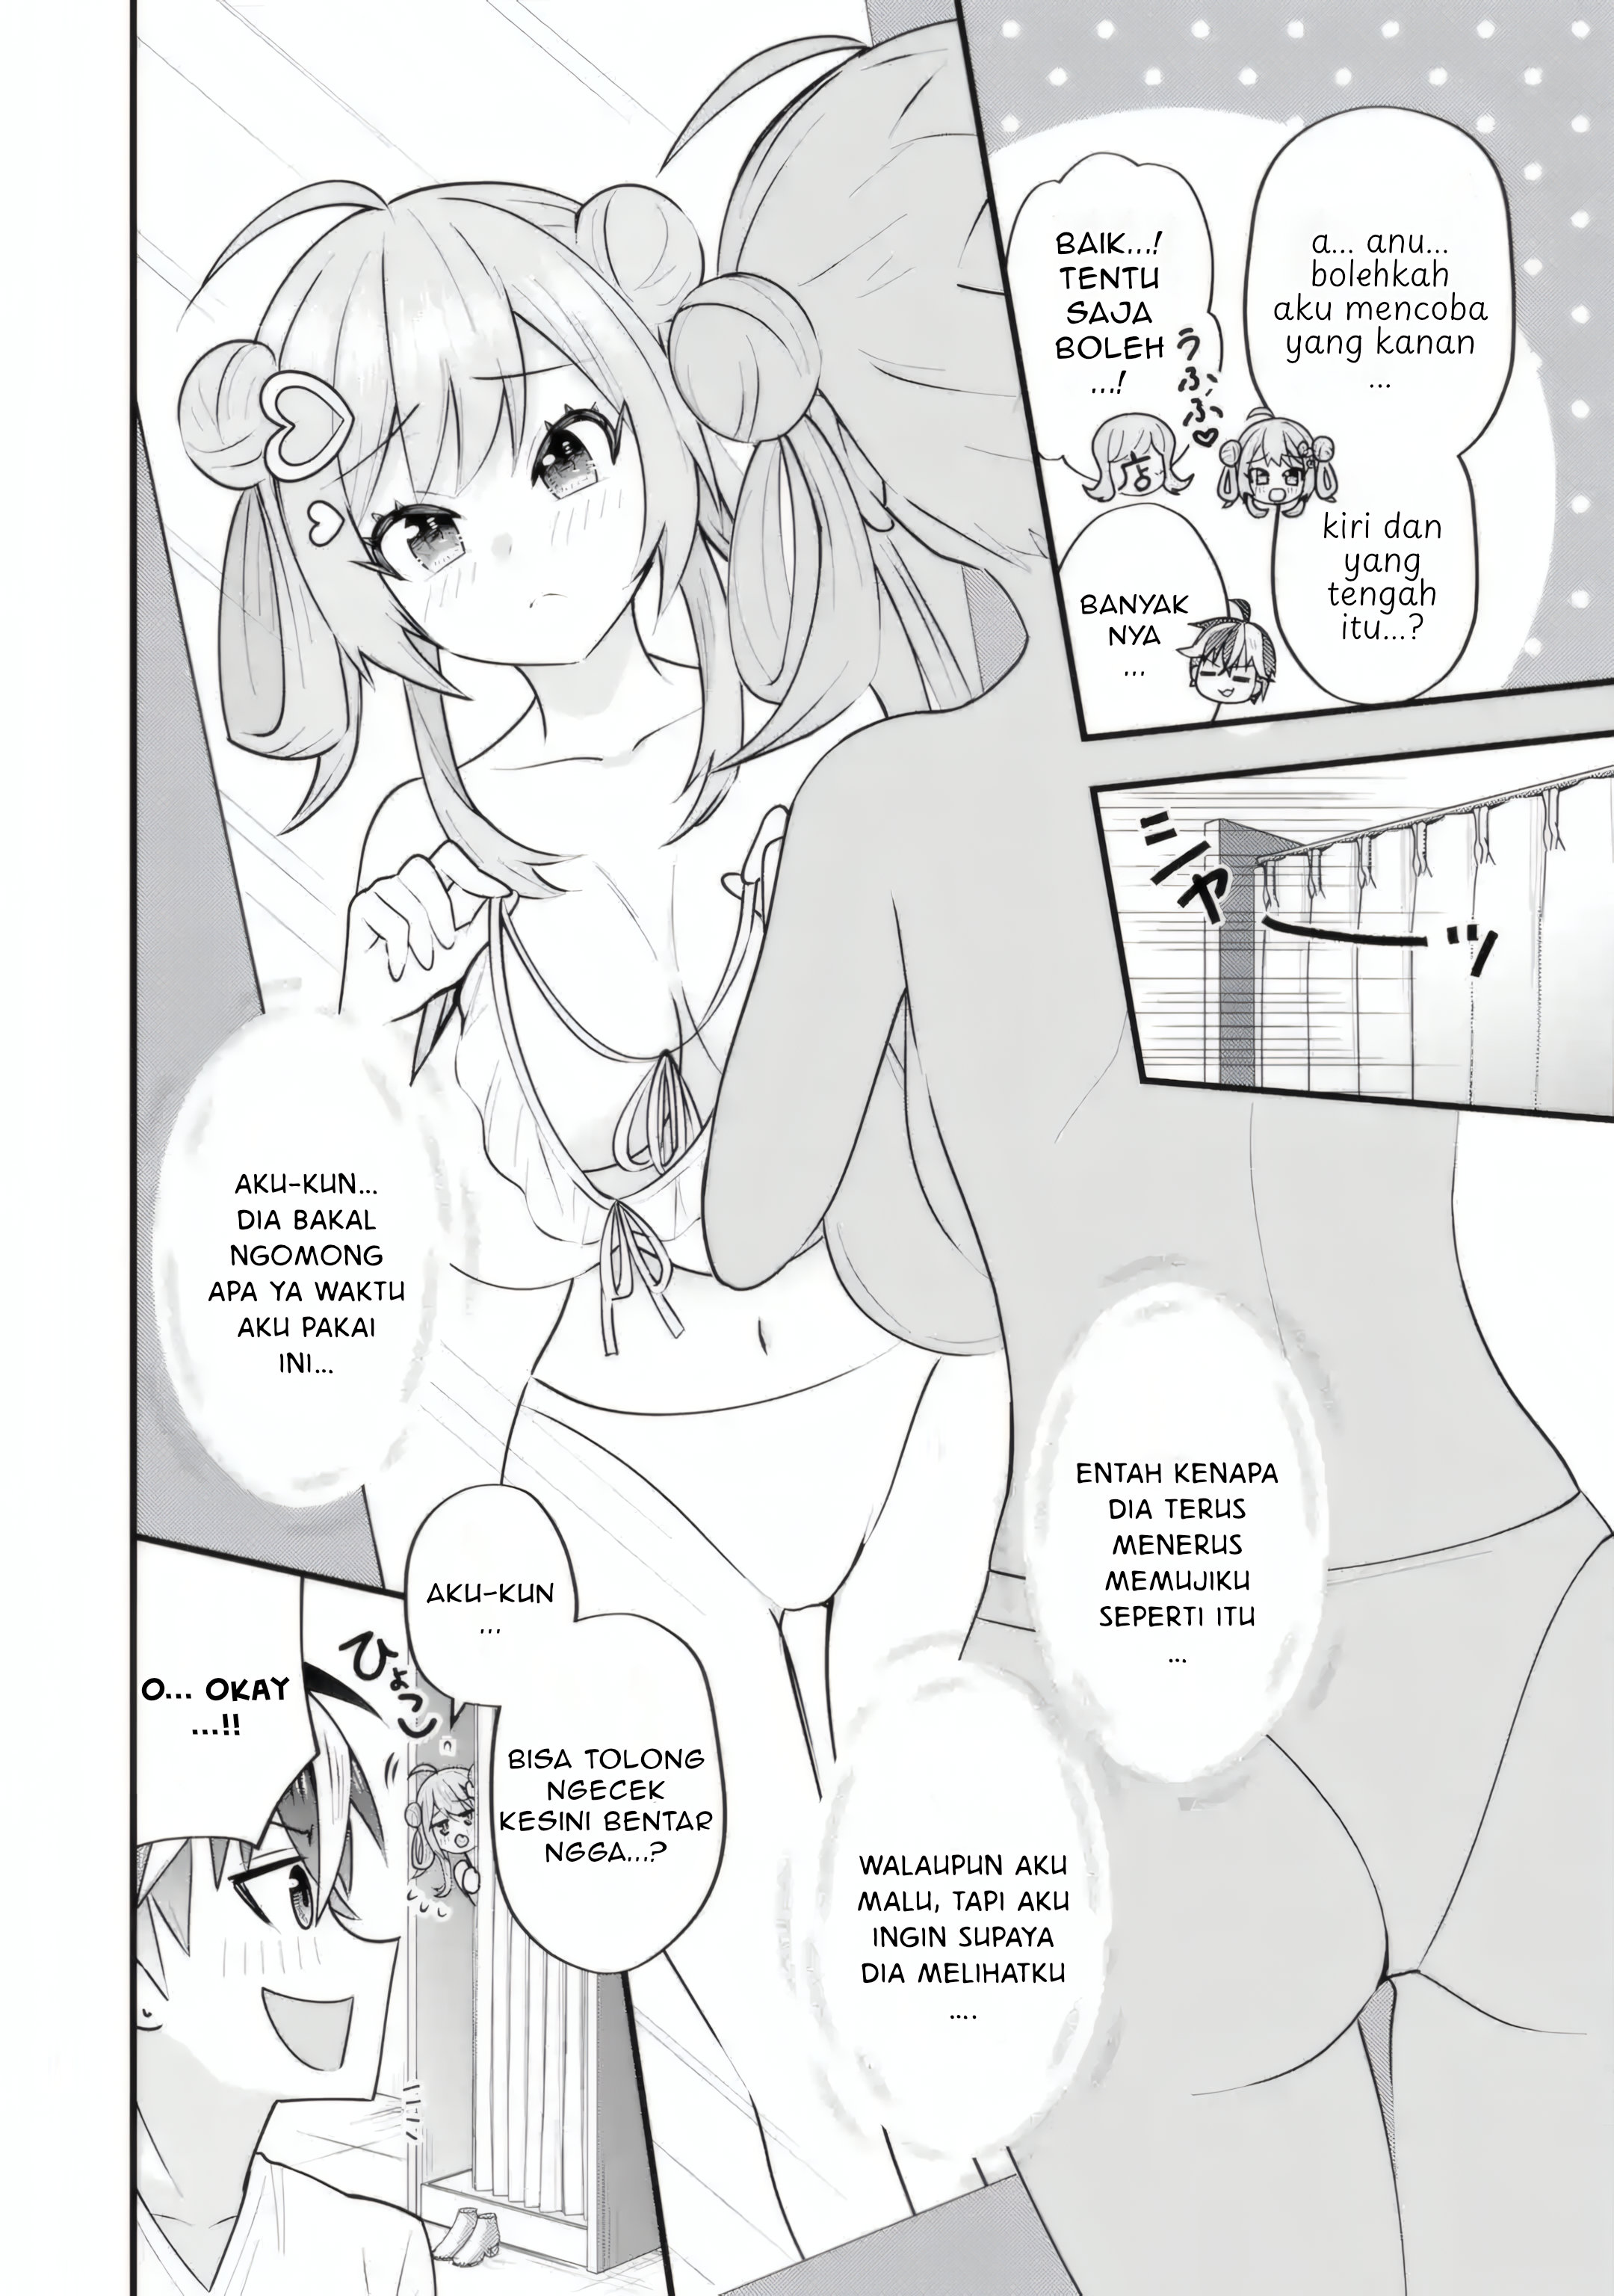 a... anu...
bolehkah
aku mencoba
yang kanan
...
kiri dan
yang
tengah
itu...?
BAIK...!
TENTU
SAJA
BOLEH
...!
うふふ♡
店
BANYAK
NYA
...
シャーッ
ENTAH KENAPA
DIA TERUS
MENERUS
MEMUJIKU
SEPERTI ITU
...
AKU-KUN...
DIA BAKAL
NGOMONG
APA YA WAKTU
AKU PAKAI
INI...
WALAUPUN AKU
MALU, TAPI AKU
INGIN SUPAYA
DIA MELIHATKU
....
AKU-KUN
...
BISA TOLONG
NGECEK
KESINI BENTAR
NGGA...?
ひょこっ
O... OKAY
...!!